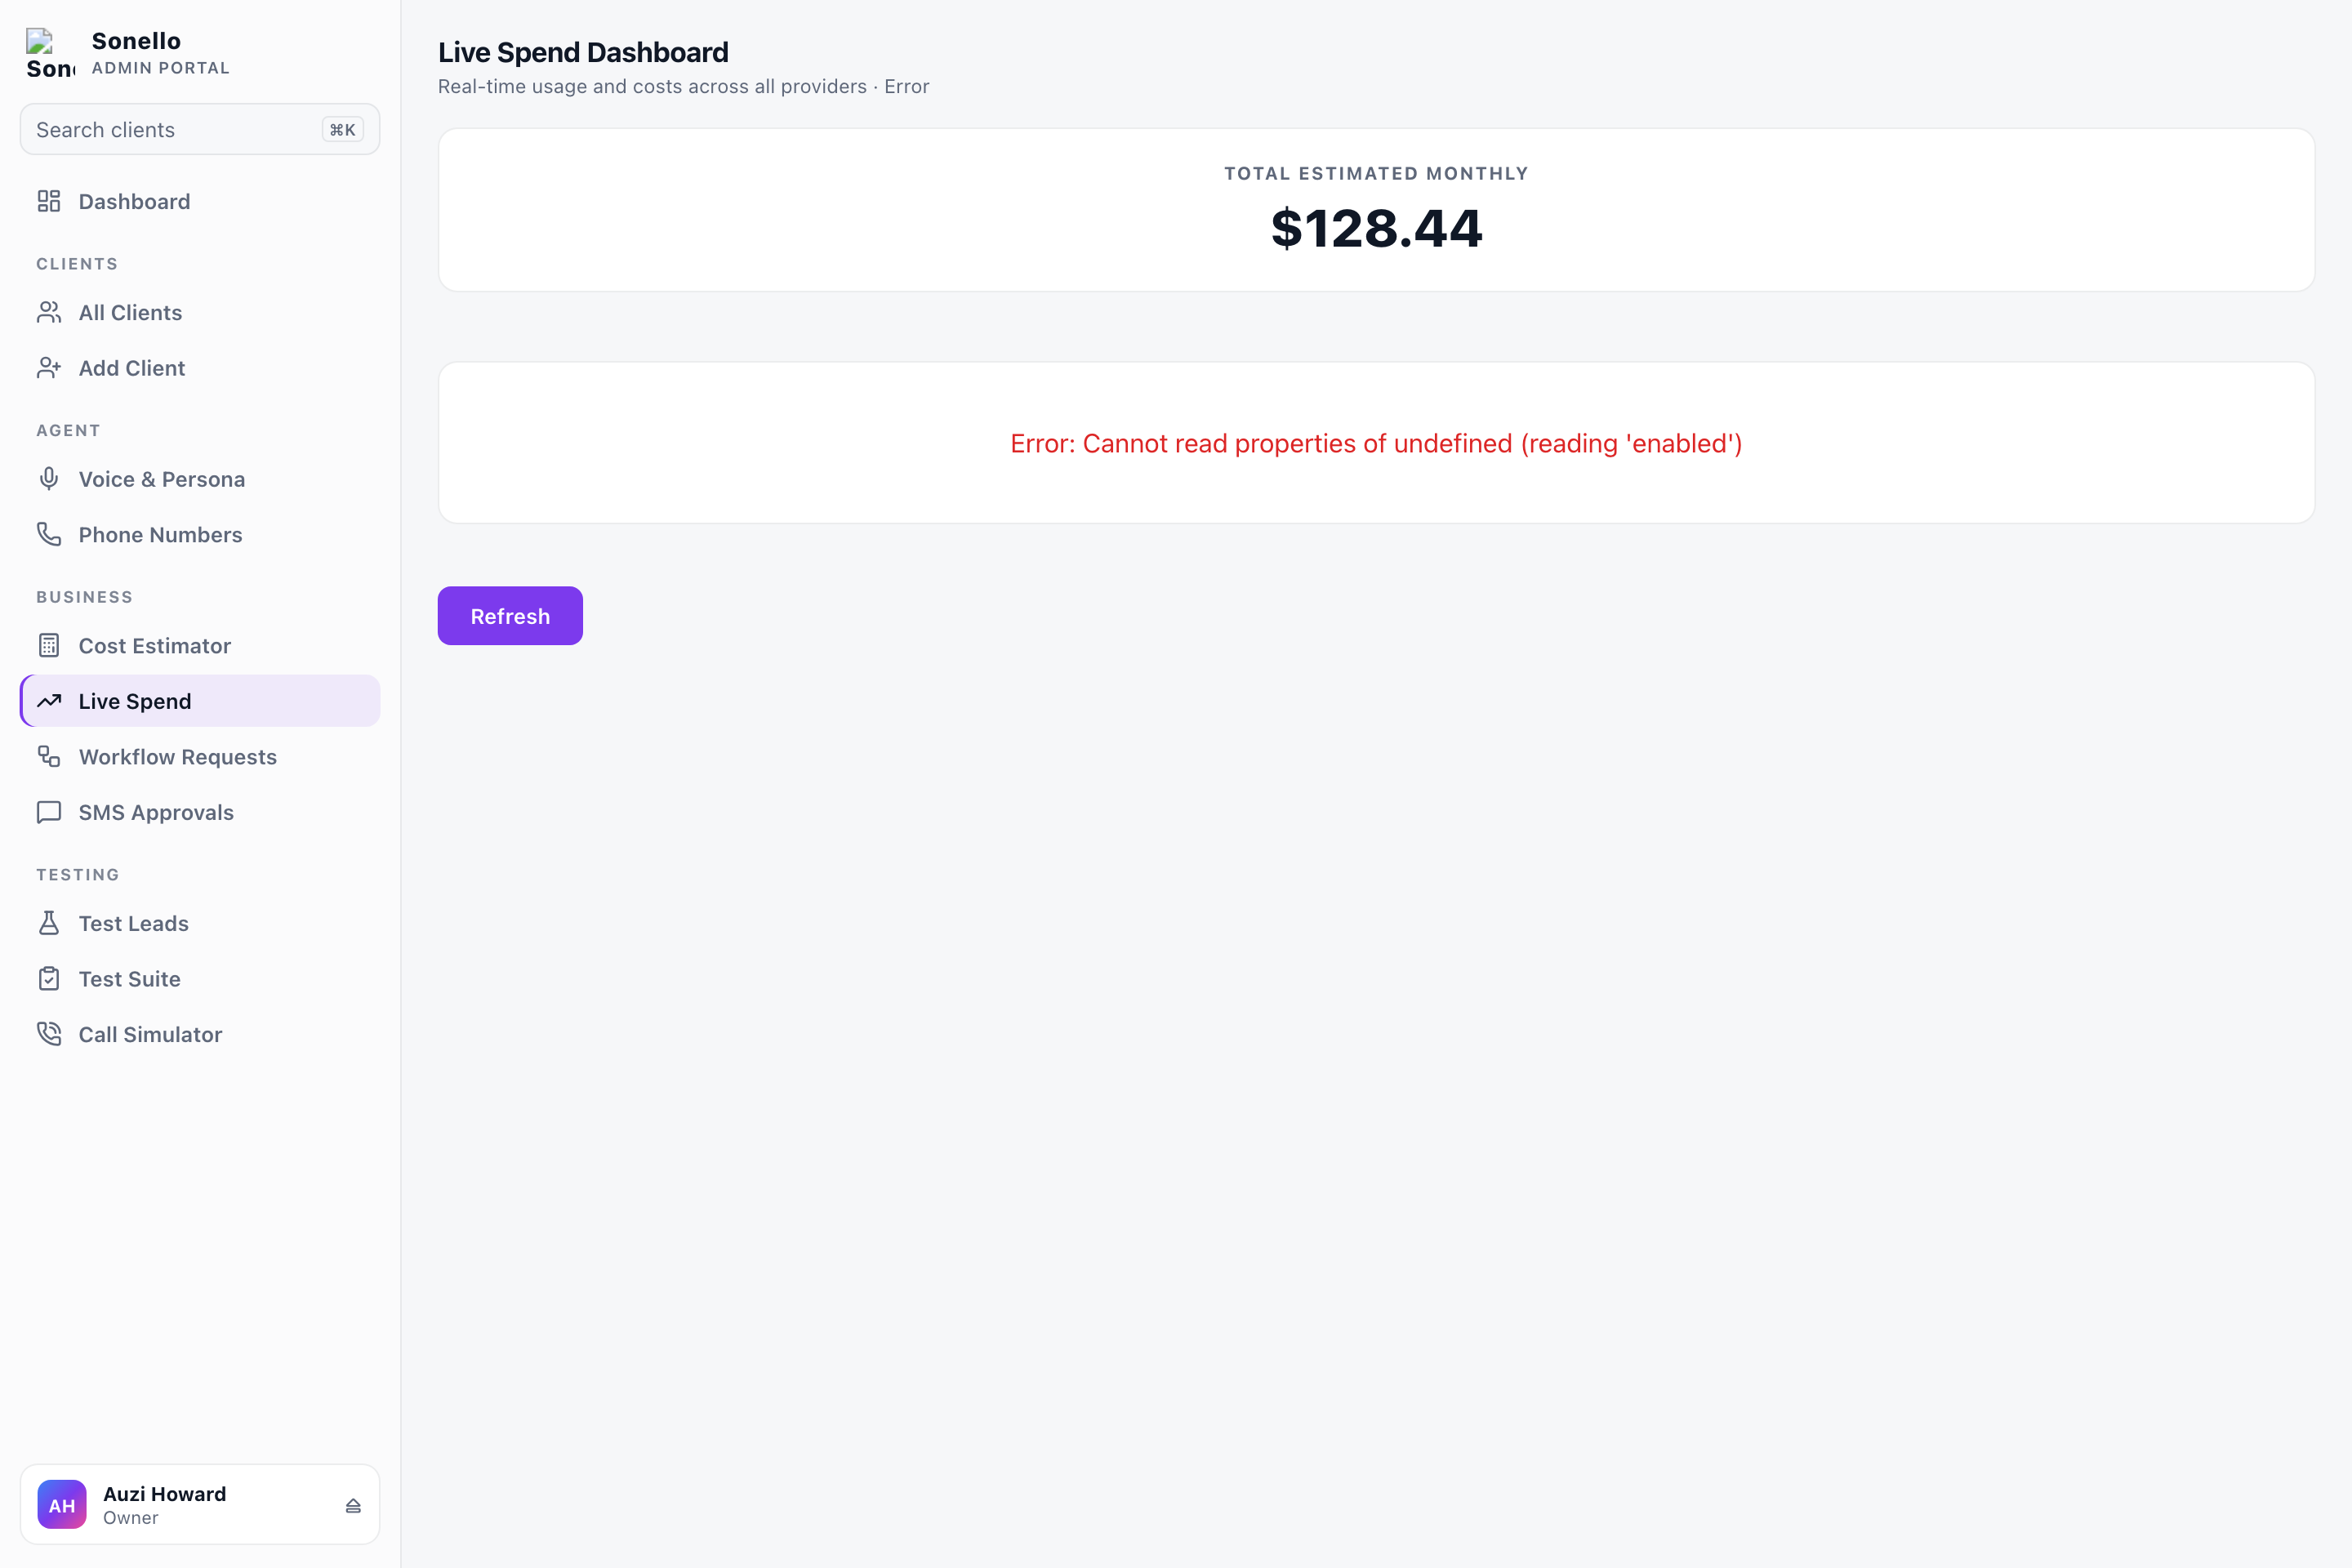 Sonello
ADMIN PORTAL
Search clients ⌘K
Dashboard
CLIENTS
All Clients
Add Client
AGENT
Voice & Persona
Phone Numbers
BUSINESS
Cost Estimator
Live Spend
Workflow Requests
SMS Approvals
TESTING
Test Leads
Test Suite
Call Simulator
AH
Auzi Howard
Owner
Live Spend Dashboard
Real-time usage and costs across all providers · Error
TOTAL ESTIMATED MONTHLY
$128.44
Error: Cannot read properties of undefined (reading 'enabled')
Refresh